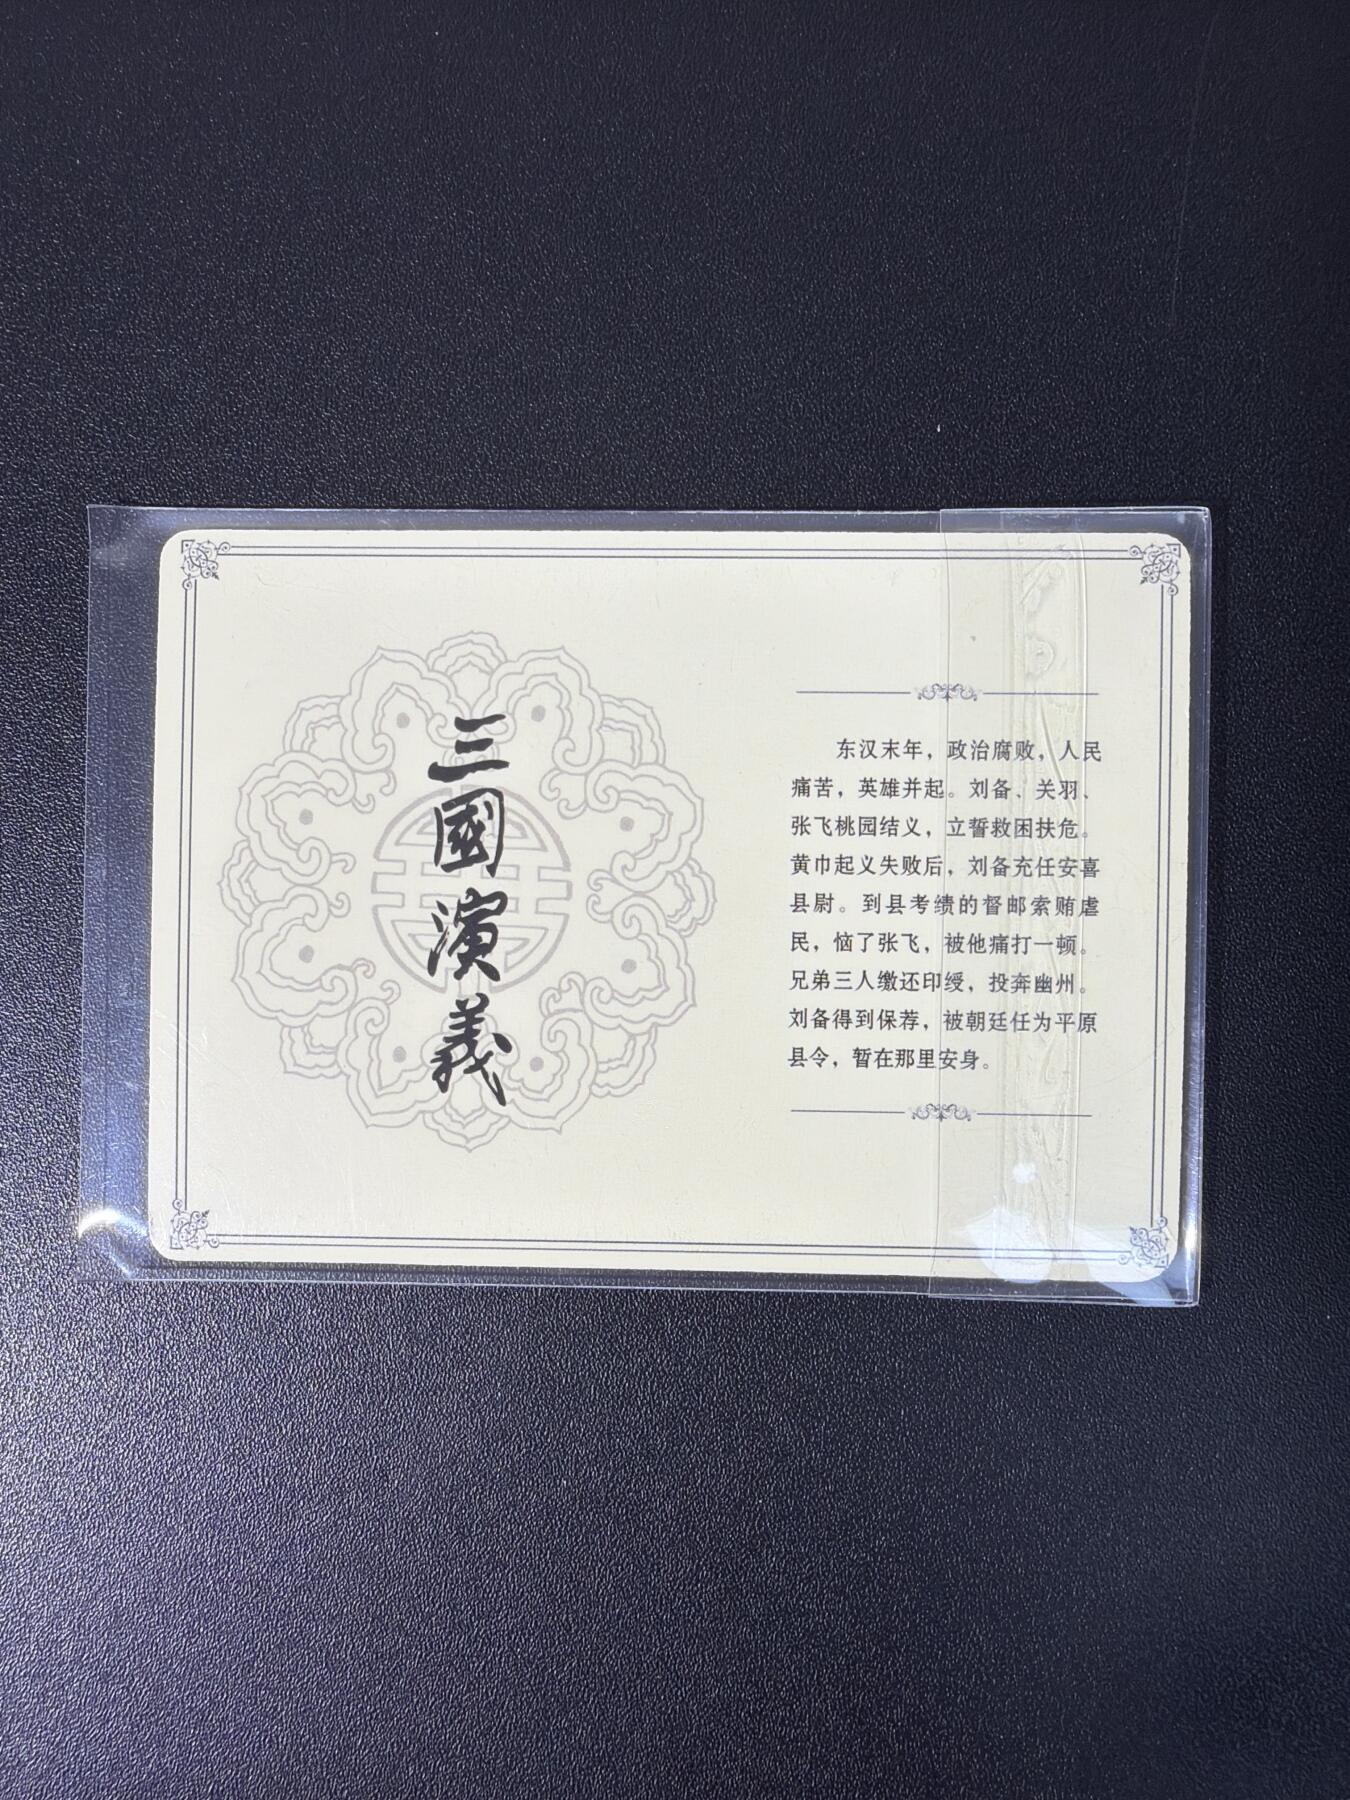 三國演義
东汉末年，政治腐败，人民
痛苦，英雄并起。刘备、关羽、
张飞桃园结义，立誓救困扶危。
黄巾起义失败后，刘备充任安喜
县尉。到县考绩的督邮索贿虐
民，恼了张飞，被他痛打一顿。
兄弟三人缴还印绶，投奔幽州。
刘备得到保荐，被朝廷任为平原
县令，暂在那里安身。